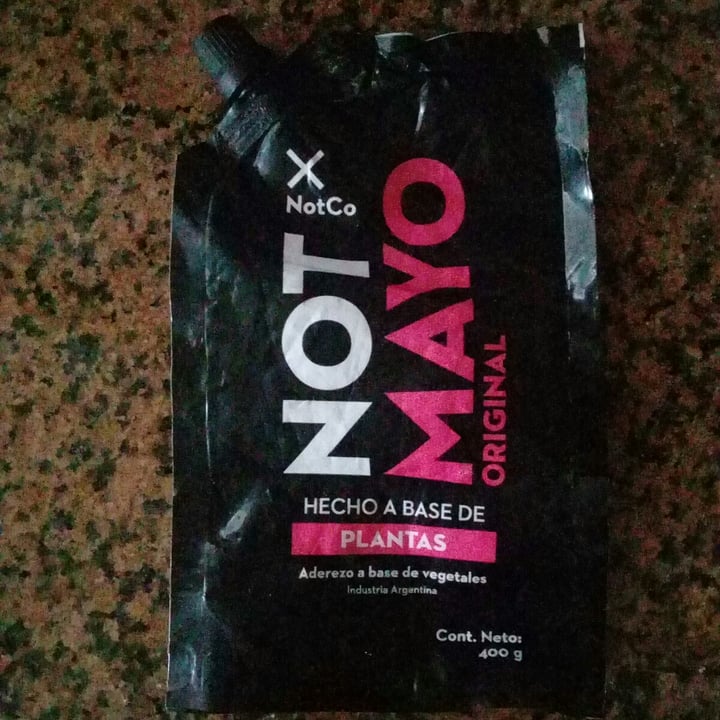 NotCo
NOT
MAYO
ORIGINAL
HECHO A BASE DE
PLANTAS
Aderezo a base de vegetales
Industria Argentina
Cont. Neto:
400 g